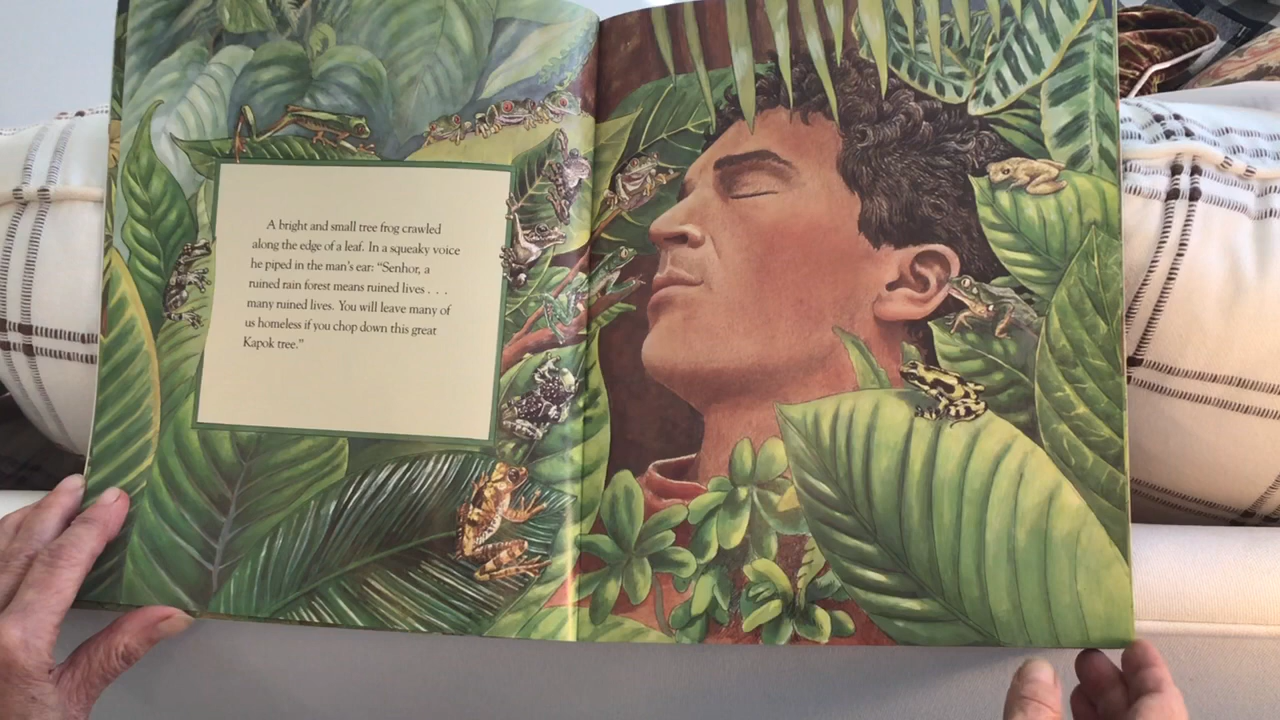 A bright and small tree frog crawled
along the edge of a leaf. In a squeaky voice
he piped in the man's ear: “Senhor, a
ruined rain forest means ruined lives . . .
many ruined lives. You will leave many of
us homeless if you chop down this great
Kapok tree.”